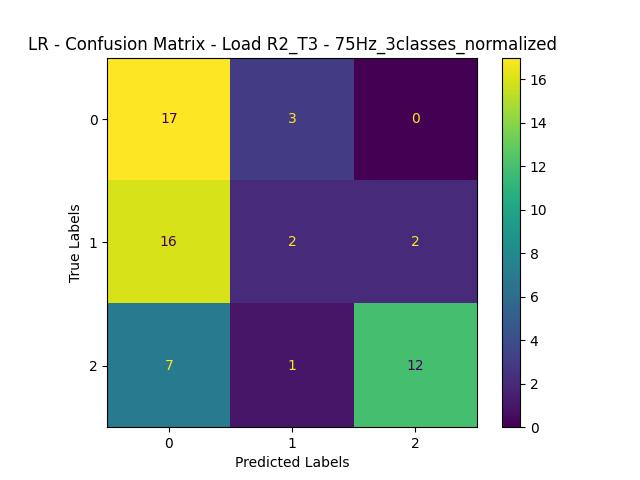 LR - Confusion Matrix - Load R2_T3 - 75Hz_3classes_normalized
0 17 3 0
1 16 2 2
2 7 1 12
0 1 2
Predicted Labels
True Labels
16
14
12
10
8
6
4
2
0